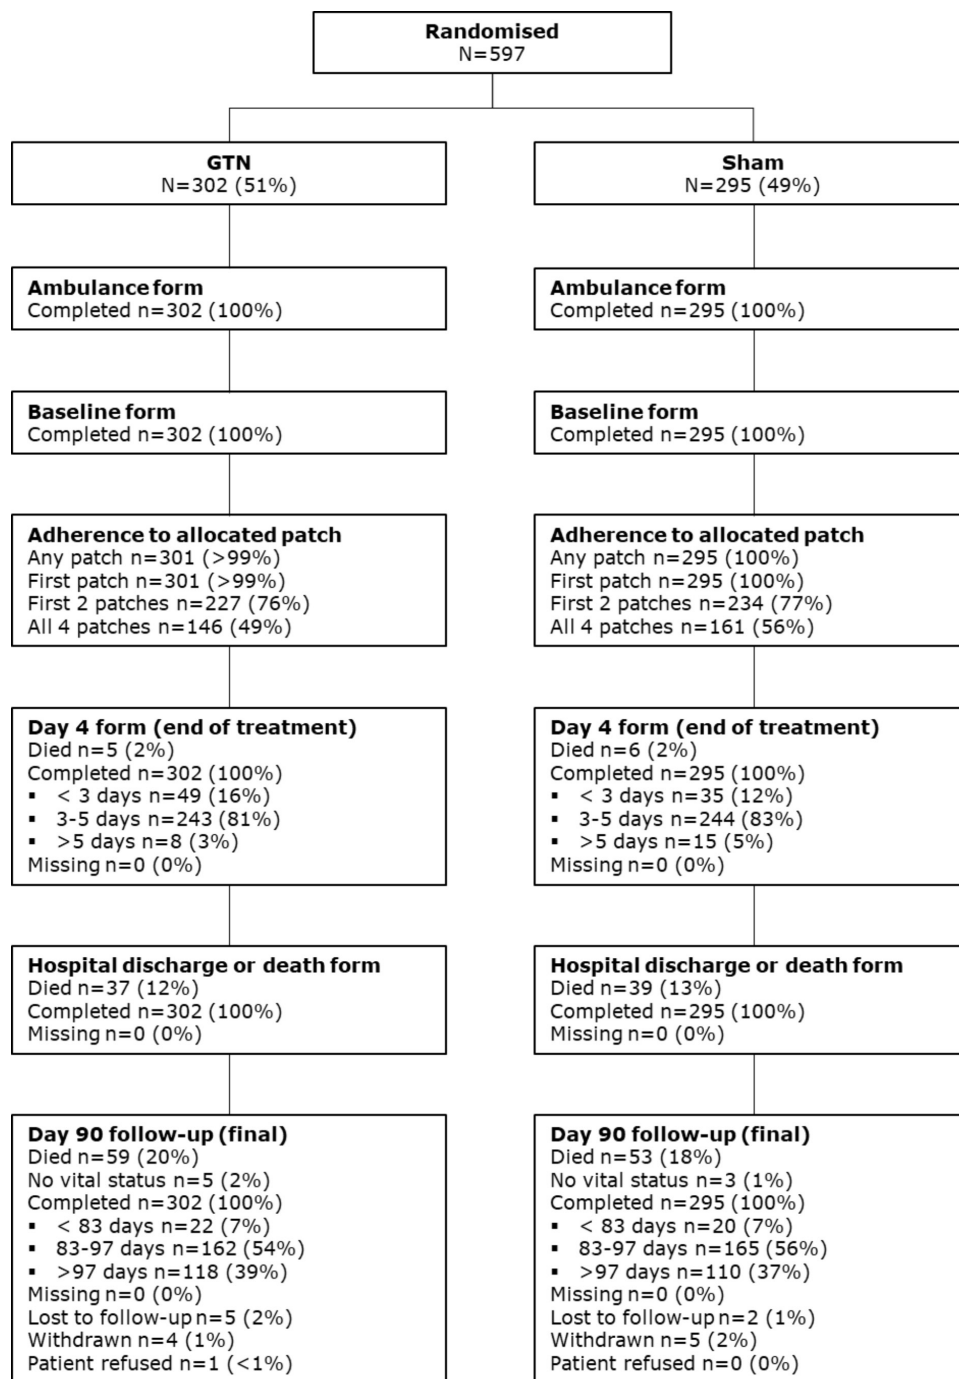 Randomised
N=597
GTN
N=302 (51%)
Sham
N=295 (49%)
Ambulance form
Completed n=302 (100%)
Ambulance form
Completed n=295 (100%)
Baseline form
Completed n=302 (100%)
Baseline form
Completed n=295 (100%)
Adherence to allocated patch
Any patch n=301 (>99%)
First patch n=301 (>99%)
First 2 patches n=227 (76%)
All 4 patches n=146 (49%)
Adherence to allocated patch
Any patch n=295 (100%)
First patch n=295 (100%)
First 2 patches n=234 (77%)
All 4 patches n=161 (56%)
Day 4 form (end of treatment)
Died n=5 (2%)
Completed n=302 (100%)
▪ < 3 days n=49 (16%)
▪ 3-5 days n=243 (81%)
▪ >5 days n=8 (3%)
Missing n=0 (0%)
Day 4 form (end of treatment)
Died n=6 (2%)
Completed n=295 (100%)
▪ < 3 days n=35 (12%)
▪ 3-5 days n=244 (83%)
▪ >5 days n=15 (5%)
Missing n=0 (0%)
Hospital discharge or death form
Died n=37 (12%)
Completed n=302 (100%)
Missing n=0 (0%)
Hospital discharge or death form
Died n=39 (13%)
Completed n=295 (100%)
Missing n=0 (0%)
Day 90 follow-up (final)
Died n=59 (20%)
No vital status n=5 (2%)
Completed n=302 (100%)
▪ < 83 days n=22 (7%)
▪ 83-97 days n=162 (54%)
▪ >97 days n=118 (39%)
Missing n=0 (0%)
Lost to follow-up n=5 (2%)
Withdrawn n=4 (1%)
Patient refused n=1 (<1%)
Day 90 follow-up (final)
Died n=53 (18%)
No vital status n=3 (1%)
Completed n=295 (100%)
▪ < 83 days n=20 (7%)
▪ 83-97 days n=165 (56%)
▪ >97 days n=110 (37%)
Missing n=0 (0%)
Lost to follow-up n=2 (1%)
Withdrawn n=5 (2%)
Patient refused n=0 (0%)